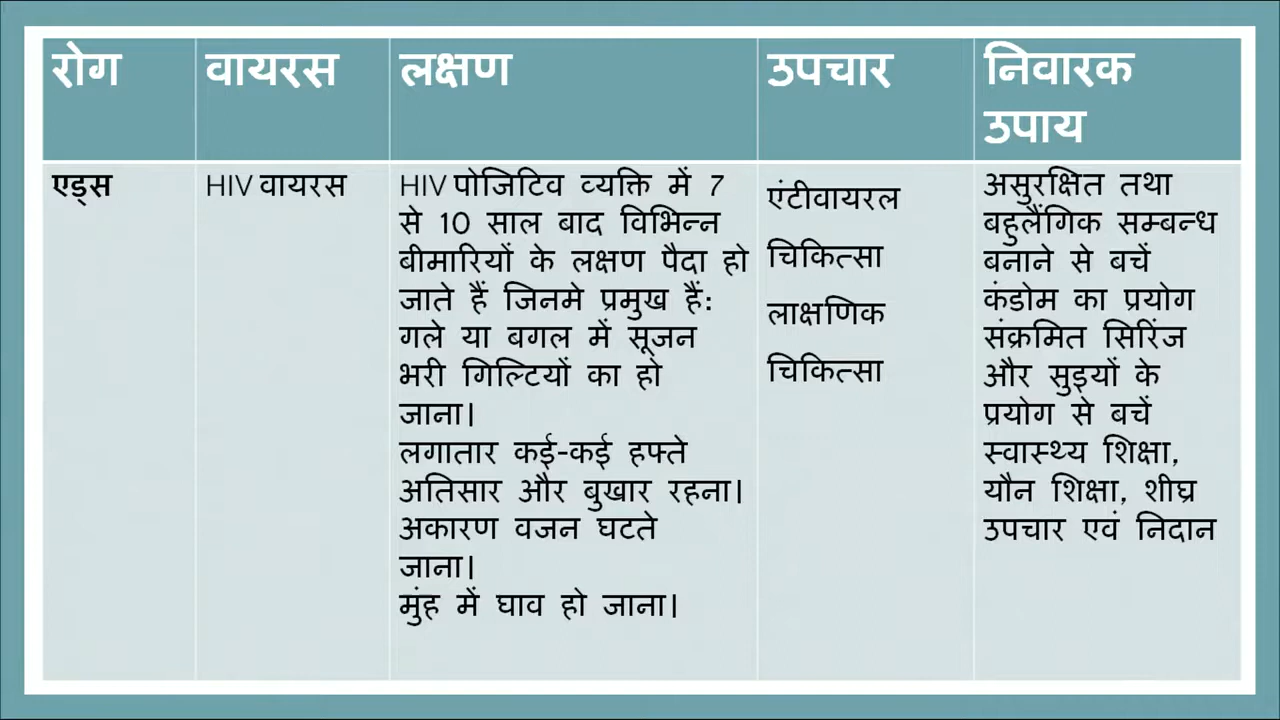 रोग
वायरस
लक्षण
उपचार
निवारक
उपाय
एड्स
HIV वायरस
HIV पोजिटिव व्यक्ति में 7
से 10 साल बाद विभिन्न
बीमारियों के लक्षण पैदा हो
जाते हैं जिनमे प्रमुख हैं:
गले या बगल में सूजन
भरी गिल्टियों का हो
जाना।
लगातार कई-कई हफ्ते
अतिसार और बुखार रहना।
अकारण वजन घटते
जाना।
मुंह में घाव हो जाना।
एंटीवायरल
चिकित्सा
लाक्षणिक
चिकित्सा
असुरक्षित तथा
बहुलैंगिक सम्बन्ध
बनाने से बचें
कंडोम का प्रयोग
संक्रमित सिरिंज
और सुइयों के
प्रयोग से बचें
स्वास्थ्य शिक्षा,
यौन शिक्षा, शीघ्र
उपचार एवं निदान